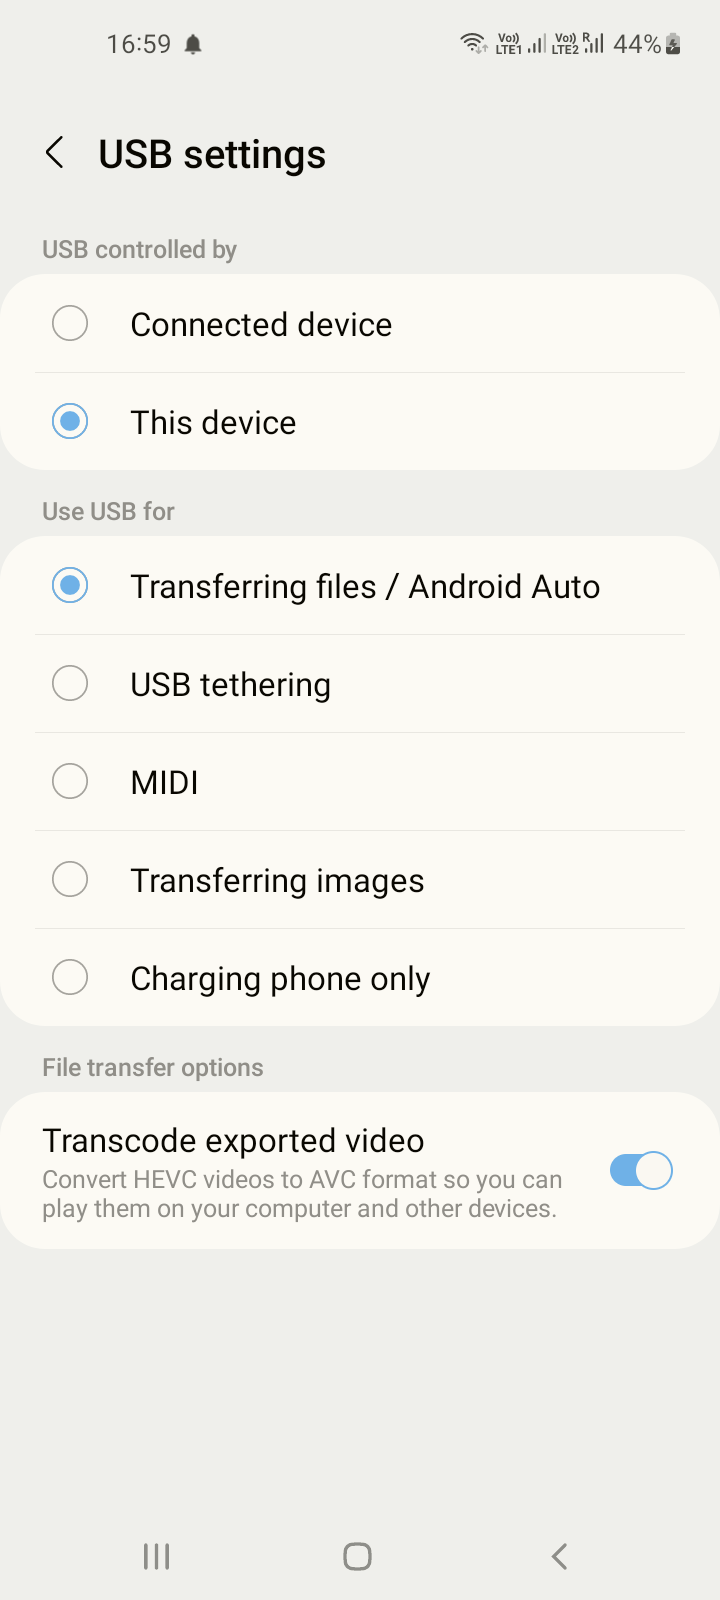 16:59
Vo)) LTE1
Vo)) LTE2
R
44%
USB settings
USB controlled by
Connected device
This device
Use USB for
Transferring files / Android Auto
USB tethering
MIDI
Transferring images
Charging phone only
File transfer options
Transcode exported video
Convert HEVC videos to AVC format so you can
play them on your computer and other devices.